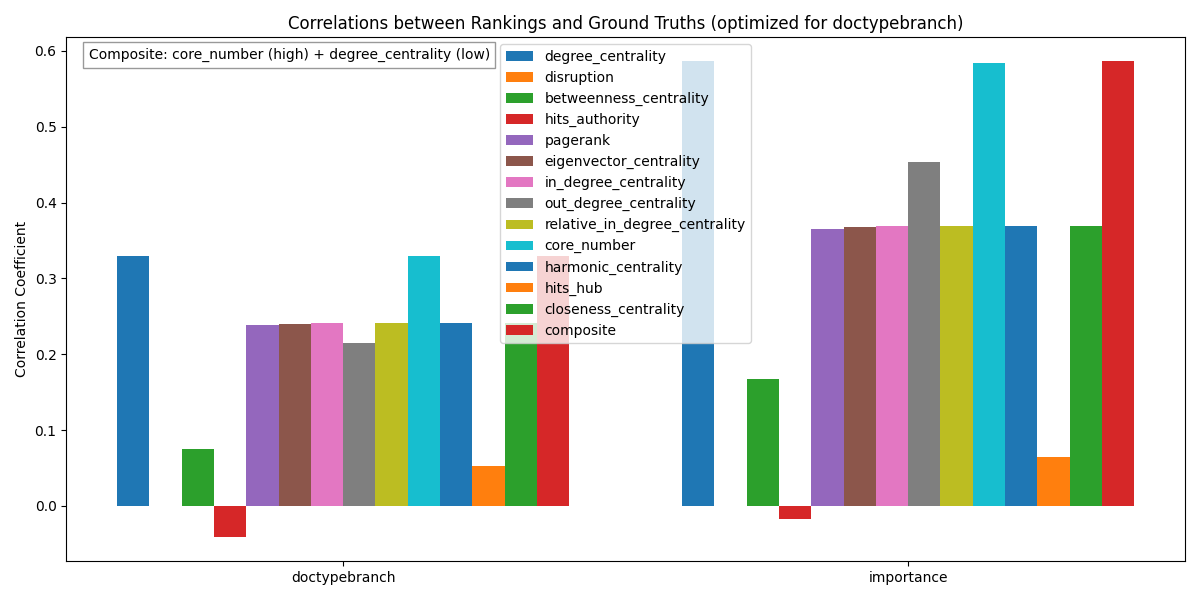 Correlations between Rankings and Ground Truths (optimized for doctypebranch)
Composite: core_number (high) + degree_centrality (low)
degree_centrality
disruption
betweenness_centrality
hits_authority
pagerank
eigenvector_centrality
in_degree_centrality
out_degree_centrality
relative_in_degree_centrality
core_number
harmonic_centrality
hits_hub
closeness_centrality
composite
Correlation Coefficient
0.6
0.5
0.4
0.3
0.2
0.1
0.0
doctypebranch
importance